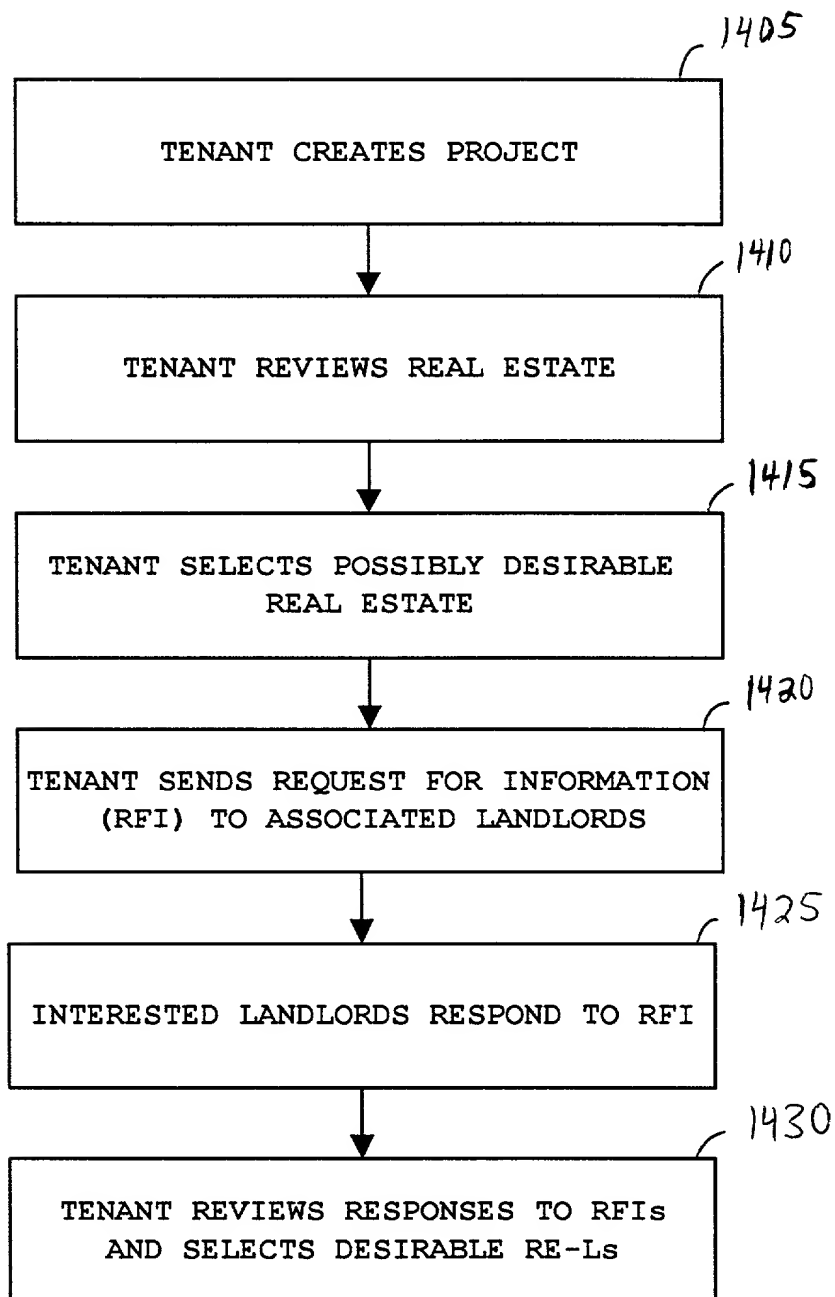 1405
TENANT CREATES PROJECT
1410
TENANT REVIEWS REAL ESTATE
1415
TENANT SELECTS POSSIBLY DESIRABLE
REAL ESTATE
1420
TENANT SENDS REQUEST FOR INFORMATION
(RFI) TO ASSOCIATED LANDLORDS
1425
INTERESTED LANDLORDS RESPOND TO RFI
1430
TENANT REVIEWS RESPONSES TO RFIs
AND SELECTS DESIRABLE RE-Ls